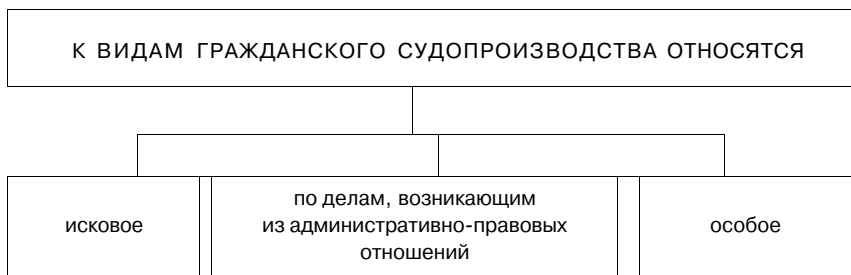 К ВИДАМ ГРАЖДАНСКОГО СУДОПРОИЗВОДСТВА ОТНОСЯТСЯ
исковое
по делам, возникающим
из административно-правовых
отношений
особое